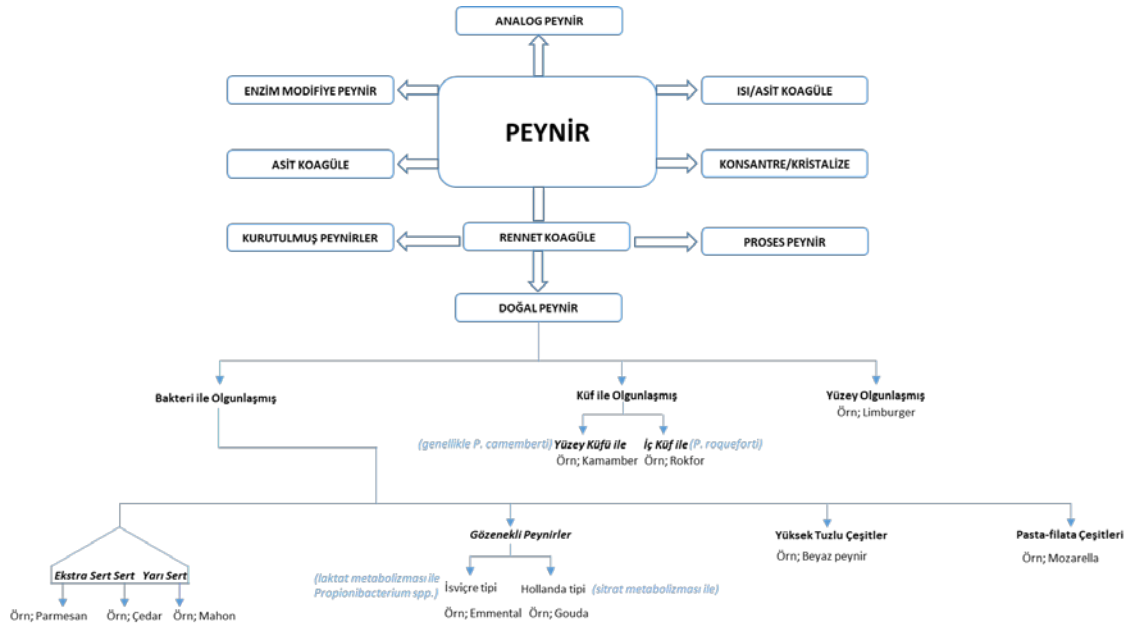 ANALOG PEYNİR
ENZİM MODİFİYE PEYNİR
ISI/ASİT KOAGÜLE
PEYNİR
ASİT KOAGÜLE
KONSANTRE/KRİSTALİZE
KURUTULMUŞ PEYNİRLER
RENNET KOAGÜLE
PROSES PEYNİR
DOĞAL PEYNİR
Bakteri ile Olgunlaşmış
Küf ile Olgunlaşmış
Yüzey Olgunlaşmış
Örn; Limburger
(genellikle P. camemberti) Yüzey Küfü ile
Örn; Kamamber
İç Küf ile (P. roqueforti)
Örn; Rokfor
Gözenekli Peynirler
Yüksek Tuzlu Çeşitler
Örn; Beyaz peynir
Pasta-filata Çeşitleri
Örn; Mozarella
Ekstra Sert Sert Yarı Sert
Örn; Parmesan
Örn; Çedar
Örn; Mahon
(laktat metabolizması ile
Propionibacterium spp.)
İsviçre tipi
Örn; Emmental
Hollanda tipi (sitrat metabolizması ile)
Örn; Gouda